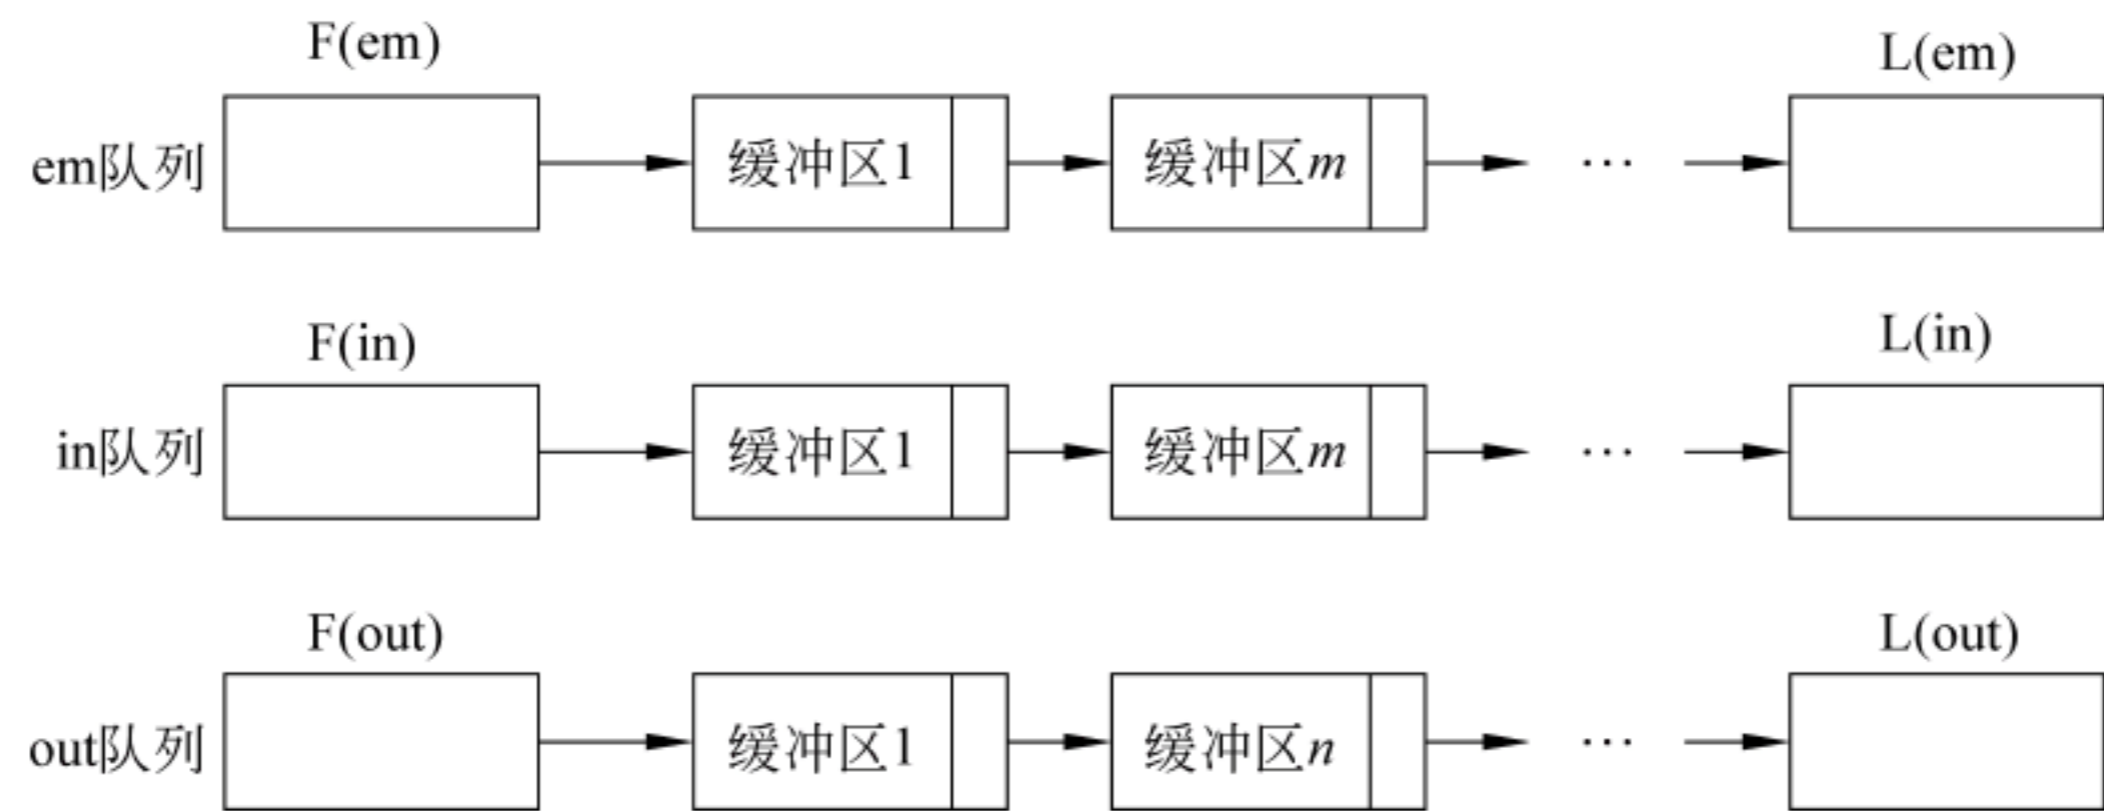 F(em) L(em)
em队列 缓冲区1 缓冲区m ··· 
F(in) L(in)
in队列 缓冲区1 缓冲区m ···
F(out) L(out)
out队列 缓冲区1 缓冲区n ···